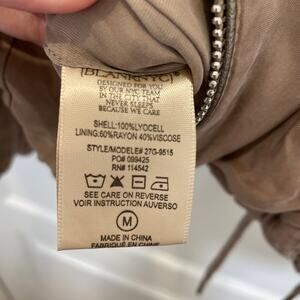 [BLANKNYC]
DESIGNED FOR YOU
BY OUR NYC TEAM
IN THE CITY THAT
NEVER SLEEPS
BECAUSE WE CARE
SHELL:100%LYOCELL
LINING:60%RAYON 40%VISCOSE
STYLE/MODELE# 27G-9515
PO# 099425
RN# 114542
SEE CARE ON REVERSE
VOIR INSTRUCTION AUVERSO
M
MADE IN CHINA
FABRIQUÉ EN CHINE